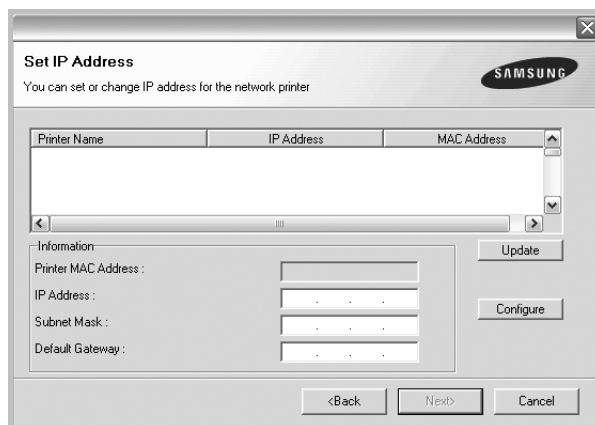 Set IP Address
You can set or change IP address for the network printer
SAMSUNG
Printer Name IP Address MAC Address
Information
Update
Printer MAC Address :
IP Address :
Configure
Subnet Mask :
Default Gateway :
<Back Next> Cancel